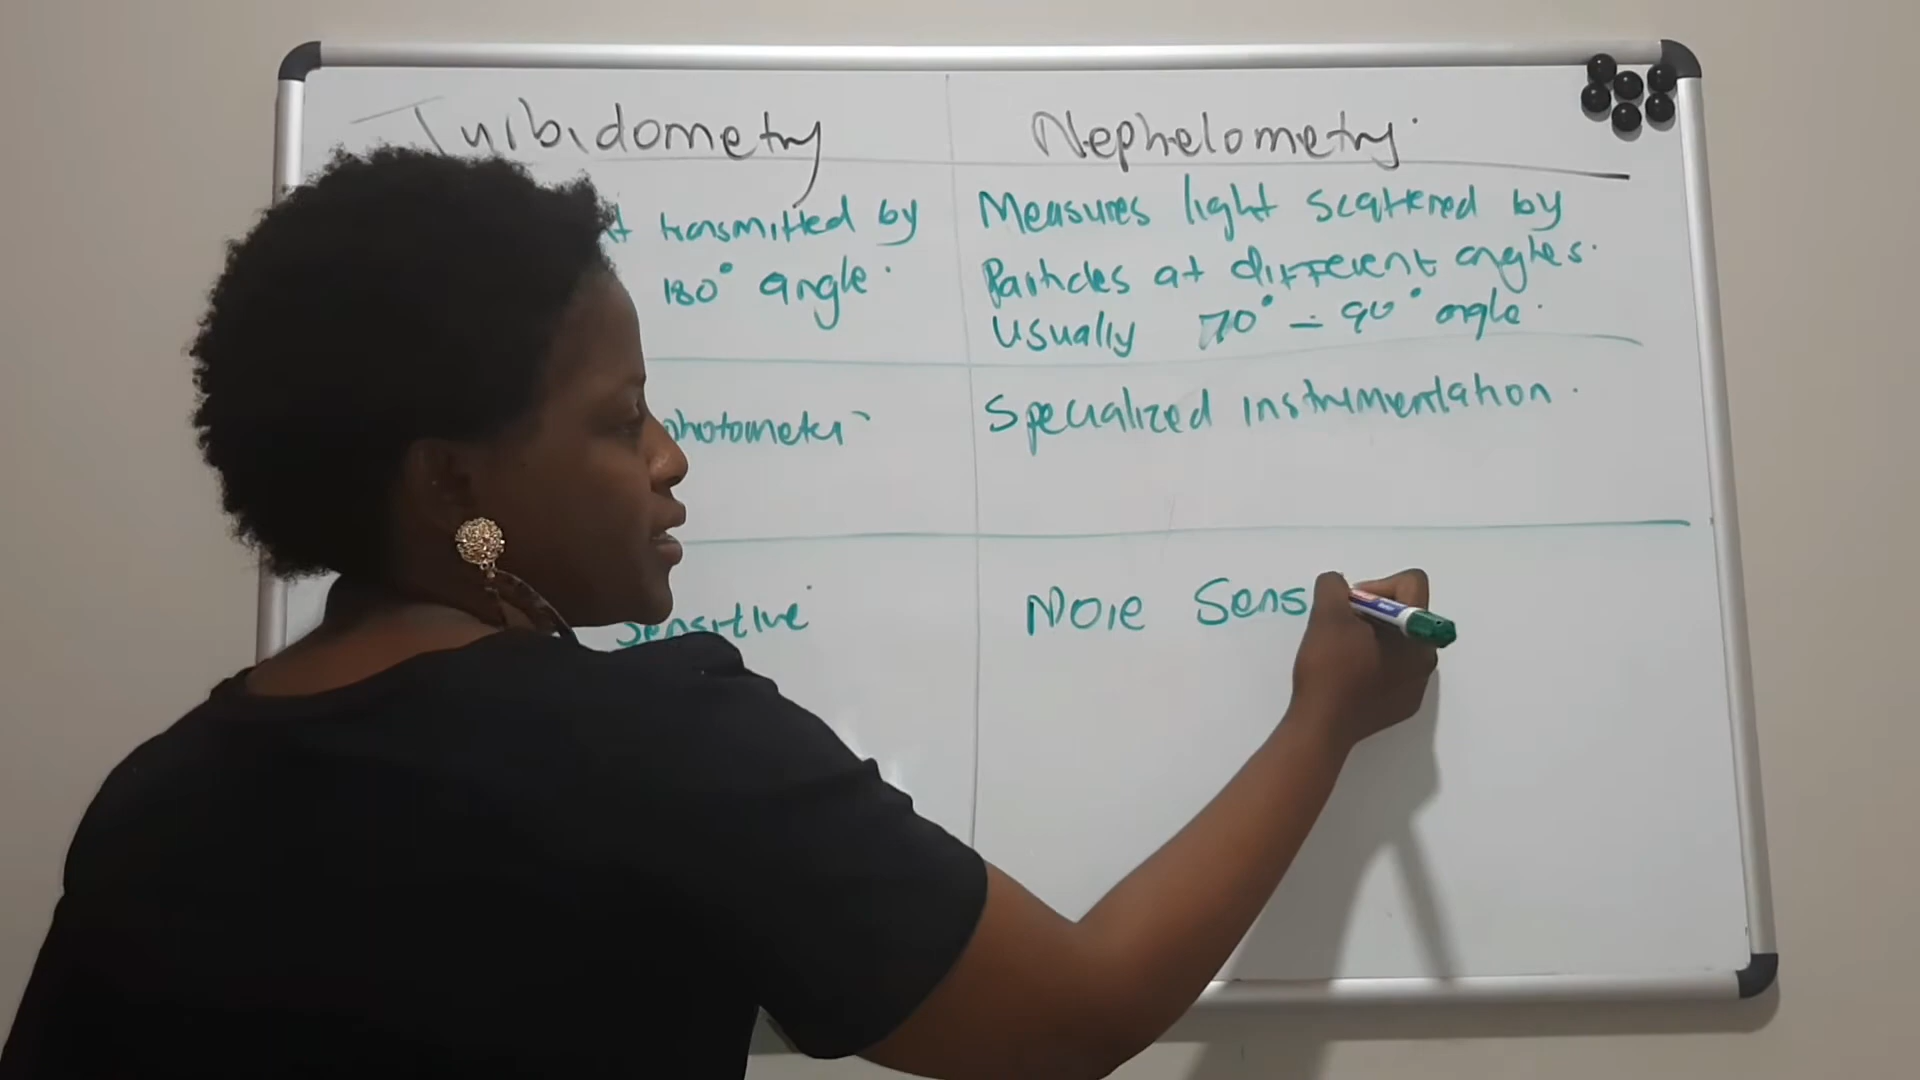 Turbidometry
Nephelometry.
transmitted by
180° angle.
Measures light scattered by
Particles at different angles.
Usually 70° - 90° angle.
photometer
Specialized instrumentation.
Sensitive
More Sens